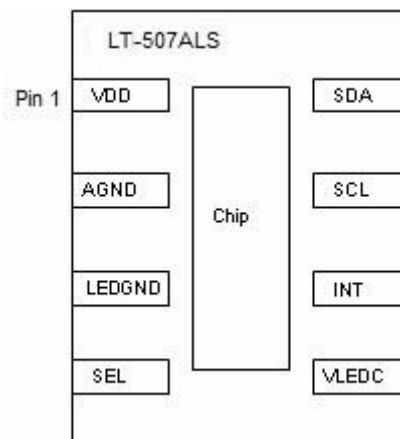 LT-507ALS
Pin 1
VDD
SDA
AGND
SCL
Chip
LEDGND
INT
SEL
VLEDC